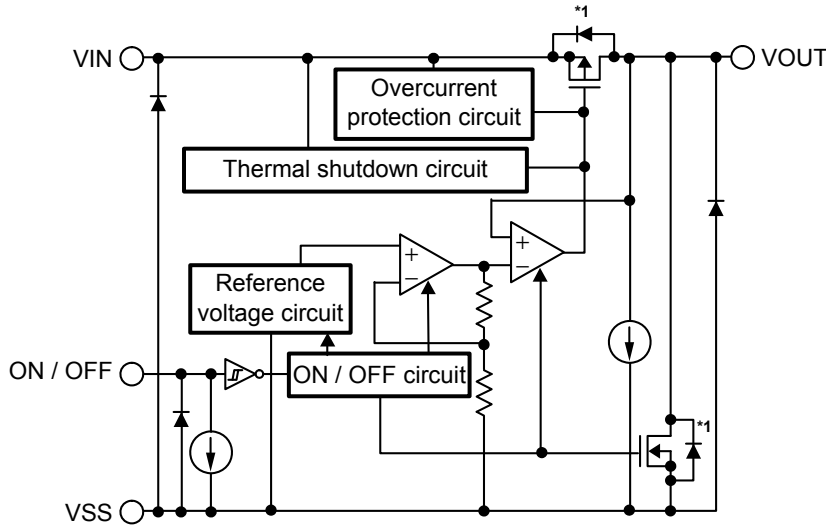 *1
VIN
VOUT
Overcurrent
protection circuit
Thermal shutdown circuit
+
−
+
−
Reference
voltage circuit
ON / OFF
ON / OFF circuit
*1
VSS